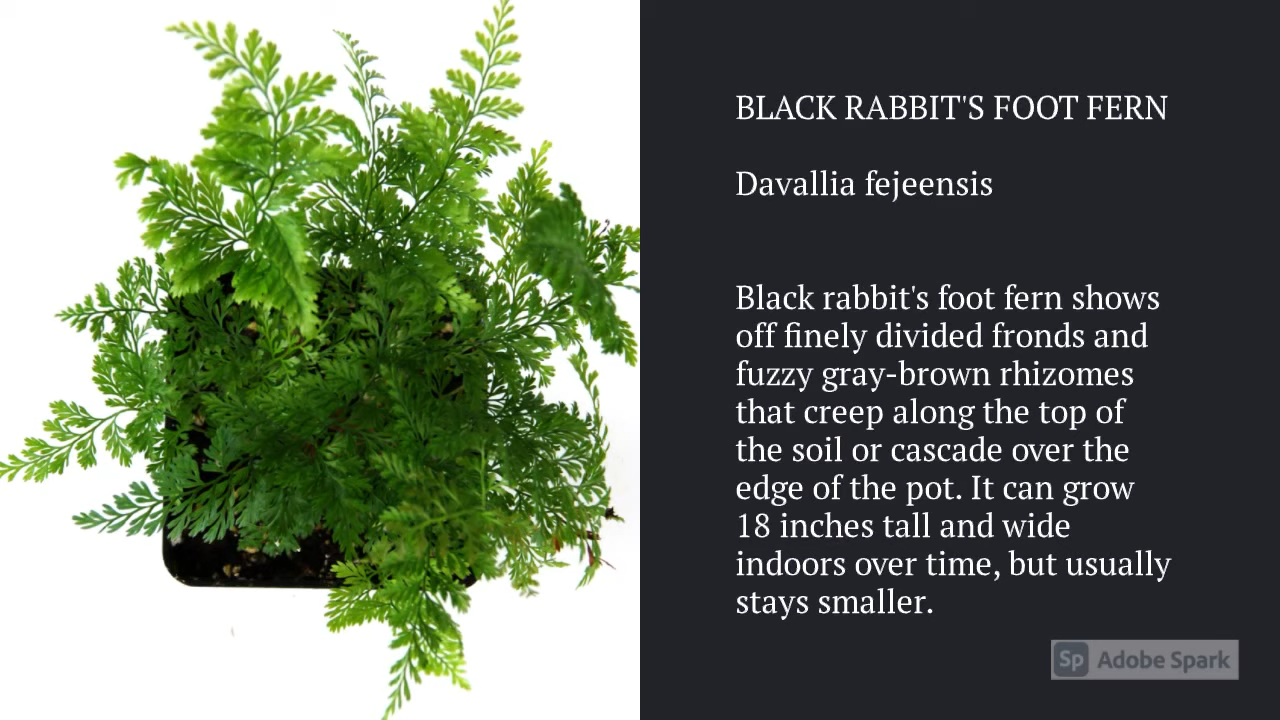 BLACK RABBIT'S FOOT FERN
Davallia fejeensis
Black rabbit's foot fern shows
off finely divided fronds and
fuzzy gray-brown rhizomes
that creep along the top of
the soil or cascade over the
edge of the pot. It can grow
18 inches tall and wide
indoors over time, but usually
stays smaller.
Sp Adobe Spark